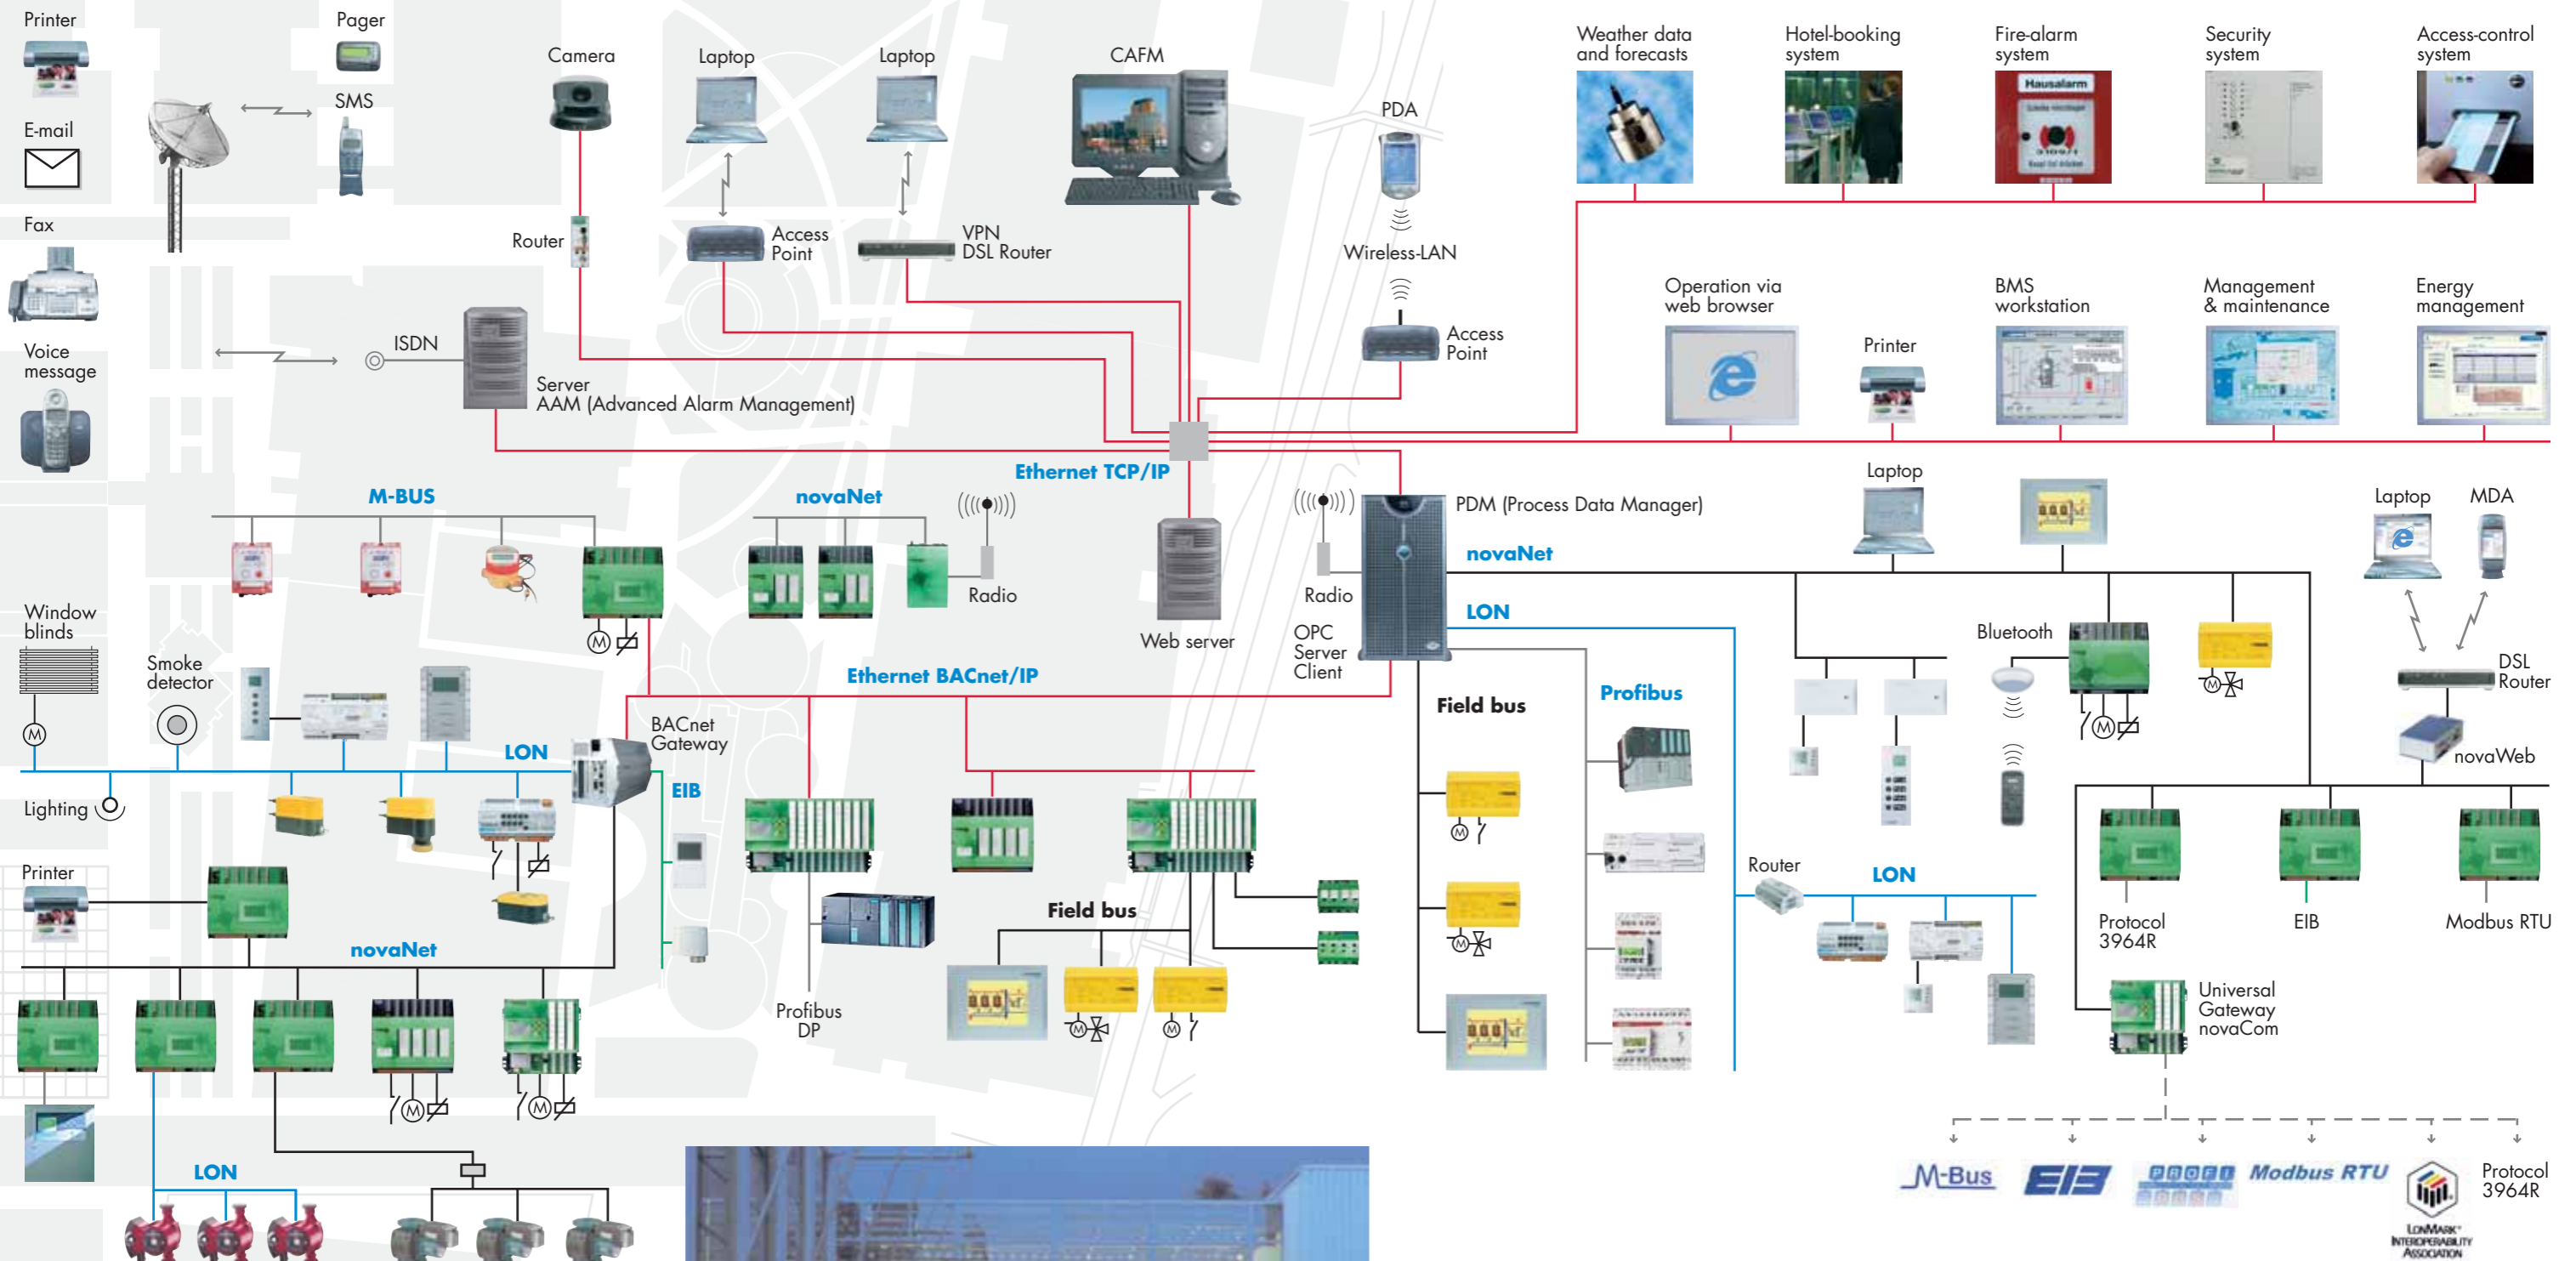 Printer
Pager
Camera
Laptop
Laptop
CAFM
PDA
Weather data
and forecasts
Hotel-booking
system
Fire-alarm
system
Security
system
Access-control
system
Hausalarm
E-mail
SMS
Fax
Router
Access
Point
VPN
DSL Router
Wireless-LAN
Access
Point
Operation via
web browser
Printer
BMS
workstation
Management
& maintenance
Energy
management
Voice
message
ISDN
Server
AAM (Advanced Alarm Management)
Ethernet TCP/IP
M-BUS
novaNet
Radio
Web server
Radio
PDM (Process Data Manager)
OPC
Server
Client
novaNet
LON
Laptop
Laptop
MDA
Bluetooth
DSL
Router
novaWeb
M
M
M
Window
blinds
M
Smoke
detector
LON
Lighting
BACnet
Gateway
EIB
Ethernet BACnet/IP
Field bus
M
M
Profibus
Router
LON
Protocol
3964R
EIB
Modbus RTU
Universal
Gateway
novaCom
Printer
novaNet
M
M
Profibus
DP
Field bus
M
M
LON
M-Bus
EIB
PROFI
BUS
Modbus RTU
LONMARK
INTEROPERABILITY
ASSOCIATION
Protocol
3964R